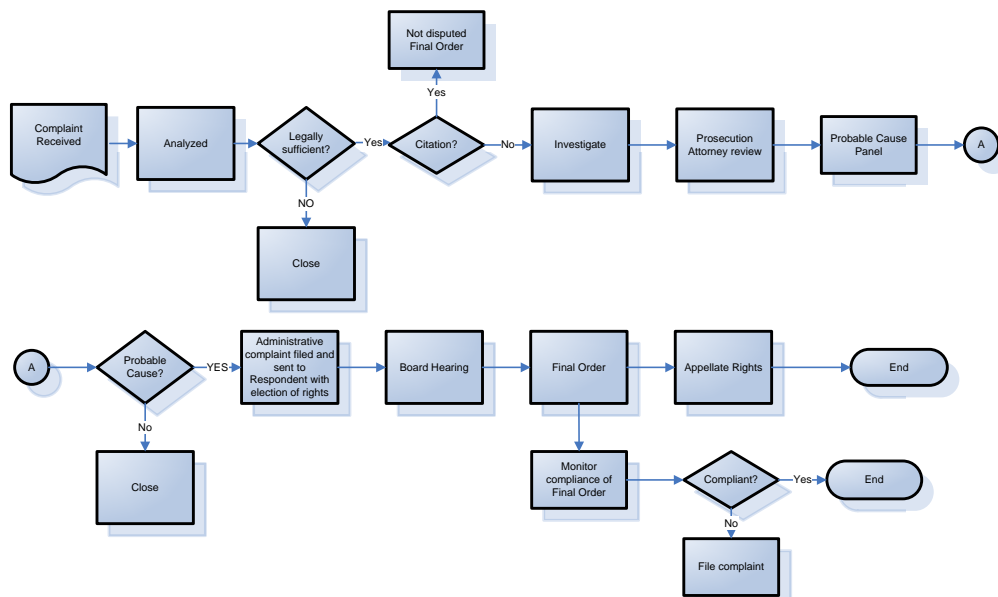 Not disputed
Final Order
Yes
Complaint
Received
Analyzed
Legally
sufficient?
Yes
Citation?
No
Investigate
Prosecution
Attorney review
Probable Cause
Panel
A
NO
Close
A
Probable
Cause?
YES
Administrative
complaint filed and
sent to
Respondent with
election of rights
Board Hearing
Final Order
Appellate Rights
End
No
Close
Monitor
compliance of
Final Order
Compliant?
Yes
End
No
File complaint